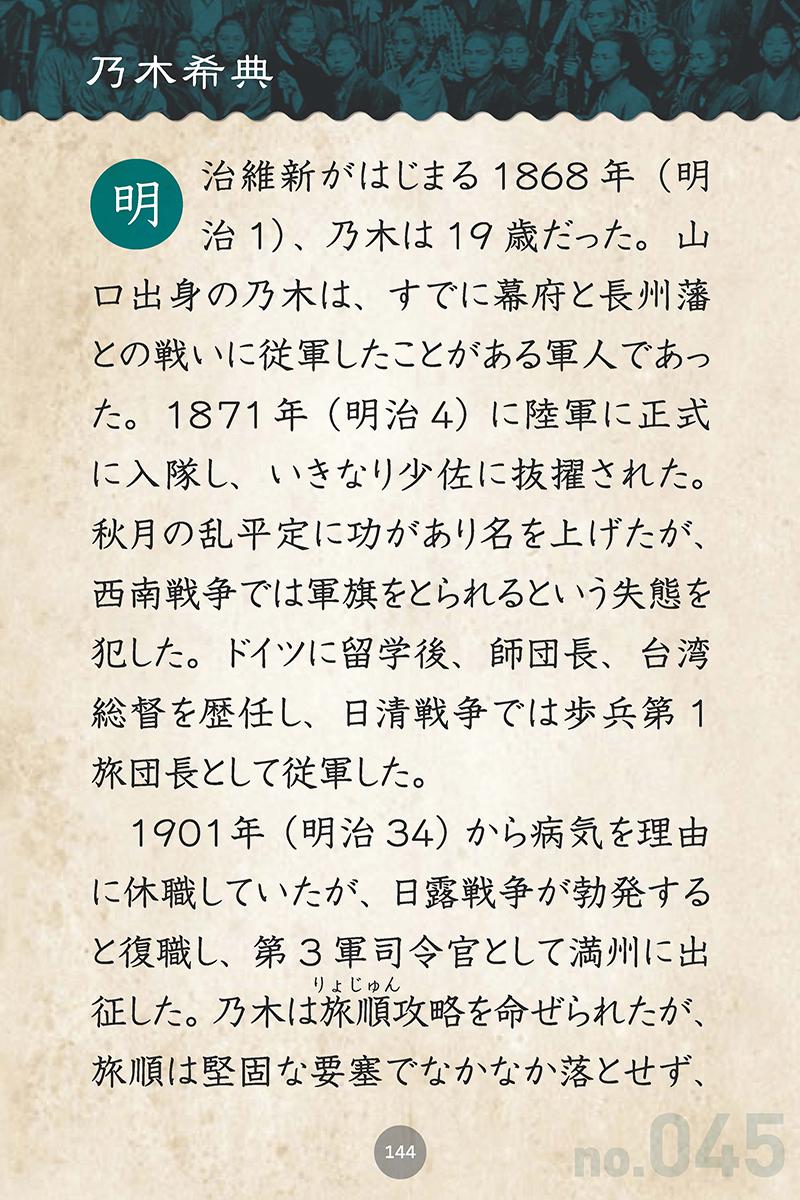 乃木希典
明治維新がはじまる1868年（明
治1）、乃木は19歳だった。山
口出身の乃木は、すでに幕府と長州藩
との戦いに従軍したことがある軍人であっ
た。1871年（明治4）に陸軍に正式
に入隊し、いきなり少佐に抜擢された。
秋月の乱平定に功があり名を上げたが、
西南戦争では軍旗をとられるという失態を
犯した。ドイツに留学後、師団長、台湾
総督を歴任し、日清戦争では歩兵第1
旅団長として従軍した。
1901年（明治34）から病気を理由
に休職していたが、日露戦争が勃発する
と復職し、第3軍司令官として満州に出
りょじゅん
征した。乃木は旅順攻略を命ぜられたが、
旅順は堅固な要塞でなかなか落とせず、
144
no.045